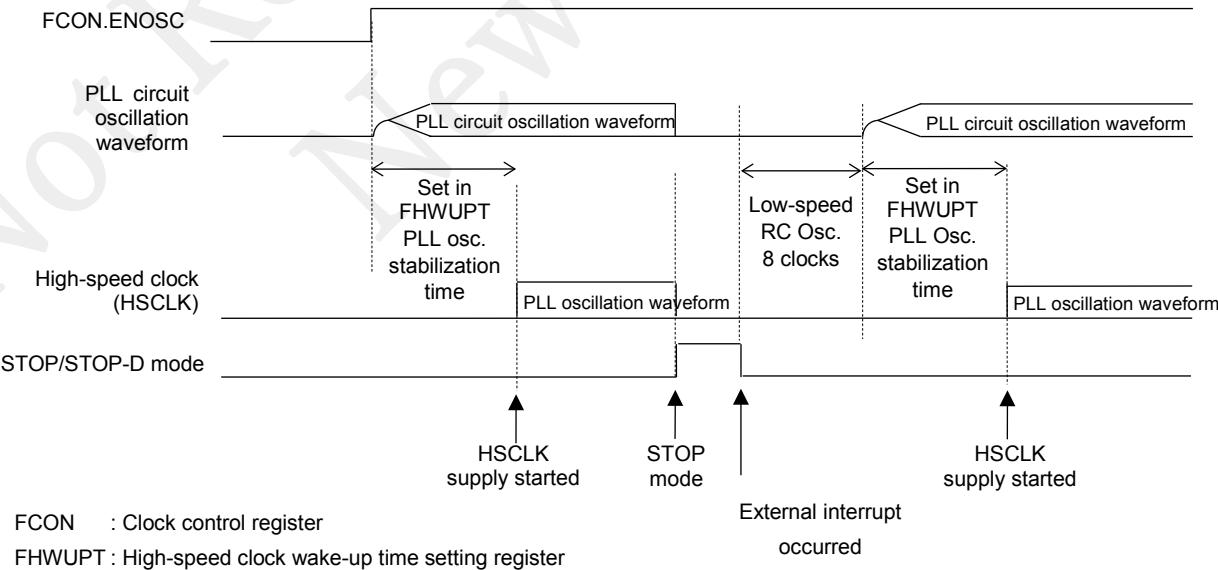 FCON.ENOSC
PLL circuit
oscillation
waveform
PLL circuit oscillation waveform
PLL circuit oscillation waveform
Set in
FHWUPT
PLL osc.
stabilization
time
Low-speed
RC Osc.
8 clocks
Set in
FHWUPT
PLL Osc.
stabilization
time
High-speed clock
(HSCLK)
PLL oscillation waveform
PLL oscillation waveform
STOP/STOP-D mode
HSCLK
supply started
STOP
mode
External interrupt
occurred
HSCLK
supply started
FCON : Clock control register
FHWUPT : High-speed clock wake-up time setting register
Not
New